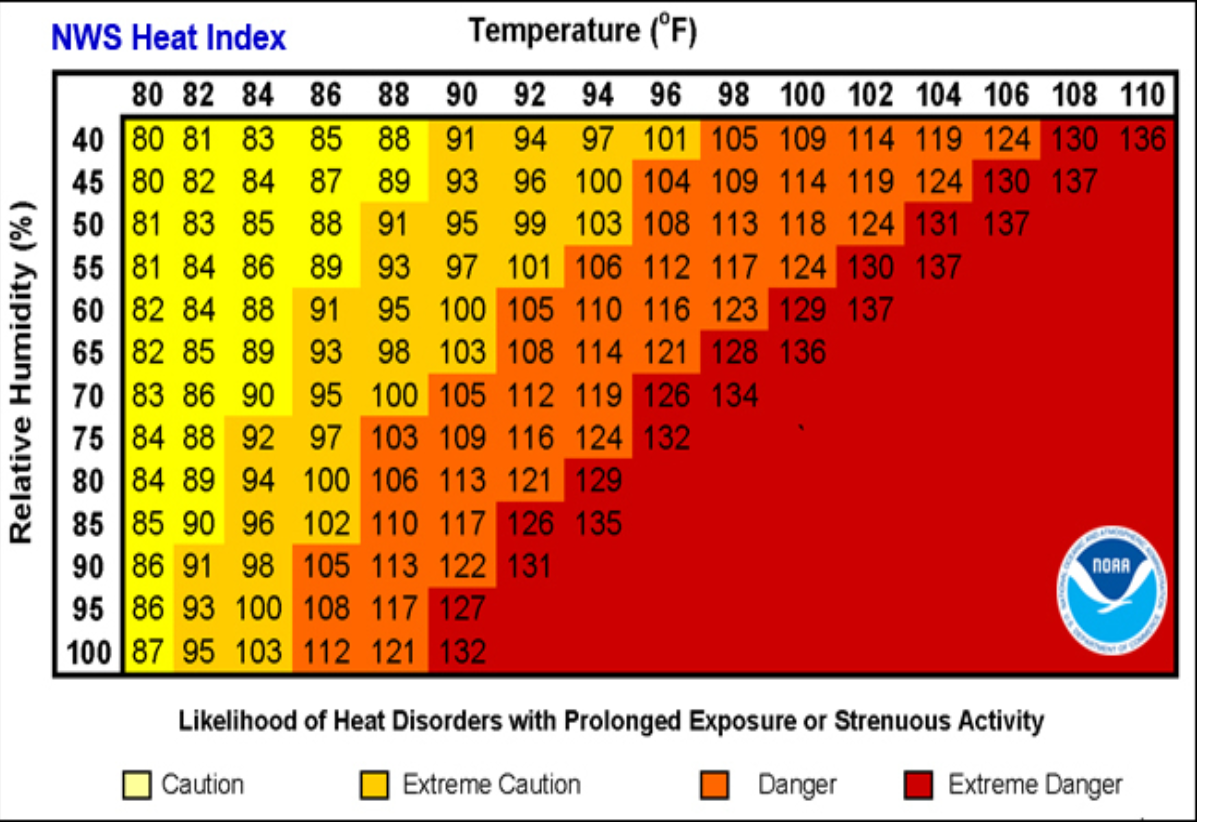 NWS Heat Index
Temperature (°F)
80 82 84 86 88 90 92 94 96 98 100 102 104 106 108 110
Relative Humidity (%)
40 80 81 83 85 88 91 94 97 101 105 109 114 119 124 130 136
45 80 82 84 87 89 93 96 100 104 109 114 119 124 130 137
50 81 83 85 88 91 95 99 103 108 113 118 124 131 137
55 81 84 86 89 93 97 101 106 112 117 124 130 137
60 82 84 88 91 95 100 105 110 116 123 129 137
65 82 85 89 93 98 103 108 114 121 128 136
70 83 86 90 95 100 105 112 119 126 134
75 84 88 92 97 103 109 116 124 132
80 84 89 94 100 106 113 121 129
85 85 90 96 102 110 117 126 135
90 86 91 98 105 113 122 131
95 86 93 100 108 117 127
100 87 95 103 112 121 132
NOAA
Likelihood of Heat Disorders with Prolonged Exposure or Strenuous Activity
Caution Extreme Caution Danger Extreme Danger